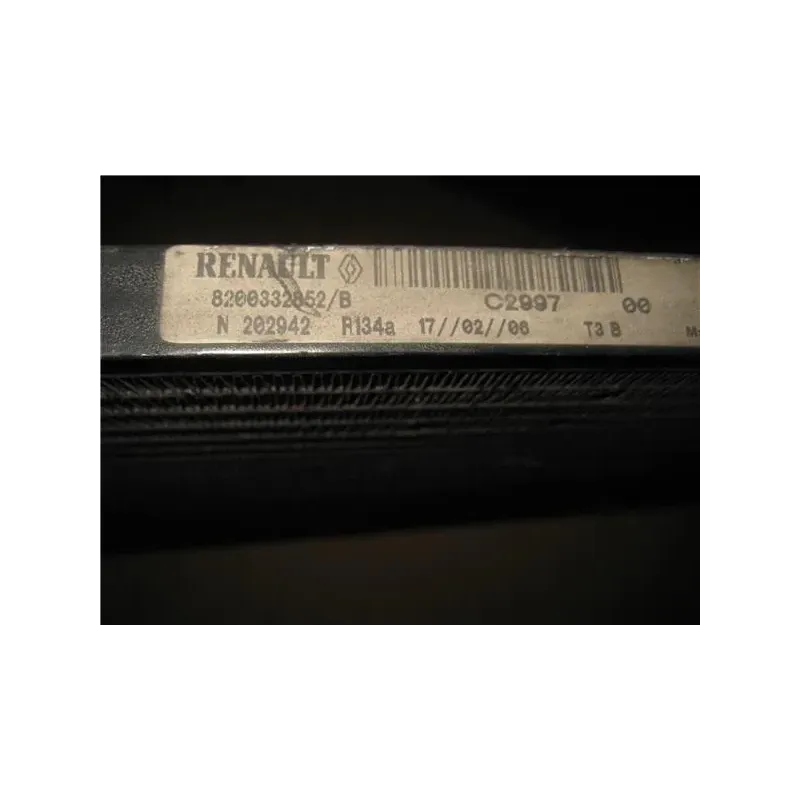 RENAULT
8200332852/B C2997 00
N 202942 R134a 17//02//06 T3 B